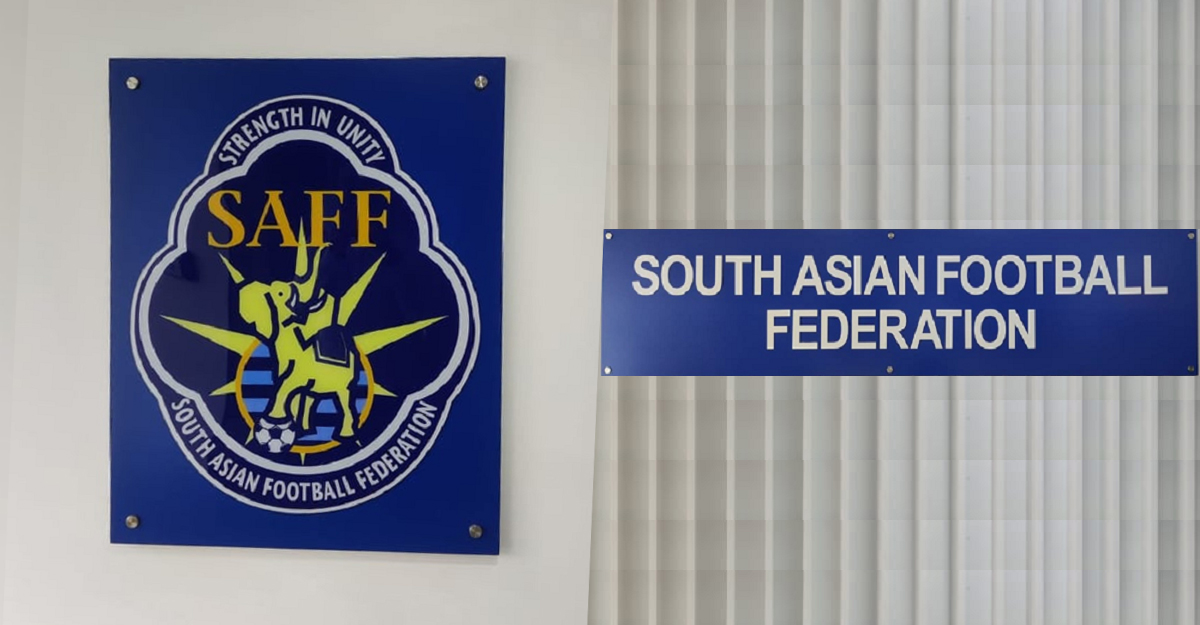 STRENGTH IN UNITY
SAFF
SOUTH ASIAN FOOTBALL FEDERATION
SOUTH ASIAN FOOTBALL
FEDERATION